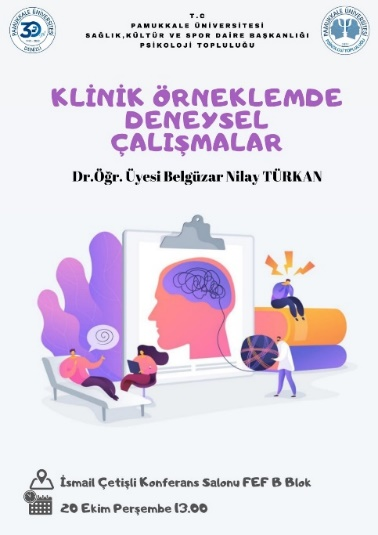 T.C
PAMUKKALE ÜNİVERSİTESİ
SAĞLIK,KÜLTÜR VE SPOR DAİRE BAŞKANLIĞI
PSİKOLOJİ TOPLULUĞU
KLİNİK ÖRNEKLEMDE
DENEYSEL
ÇALIŞMALAR
Dr.Öğr. Üyesi Belgüzar Nilay TÜRKAN
İsmail Çetişli Konferans Salonu FEF B Blok
20 Ekim Perşembe 13.00